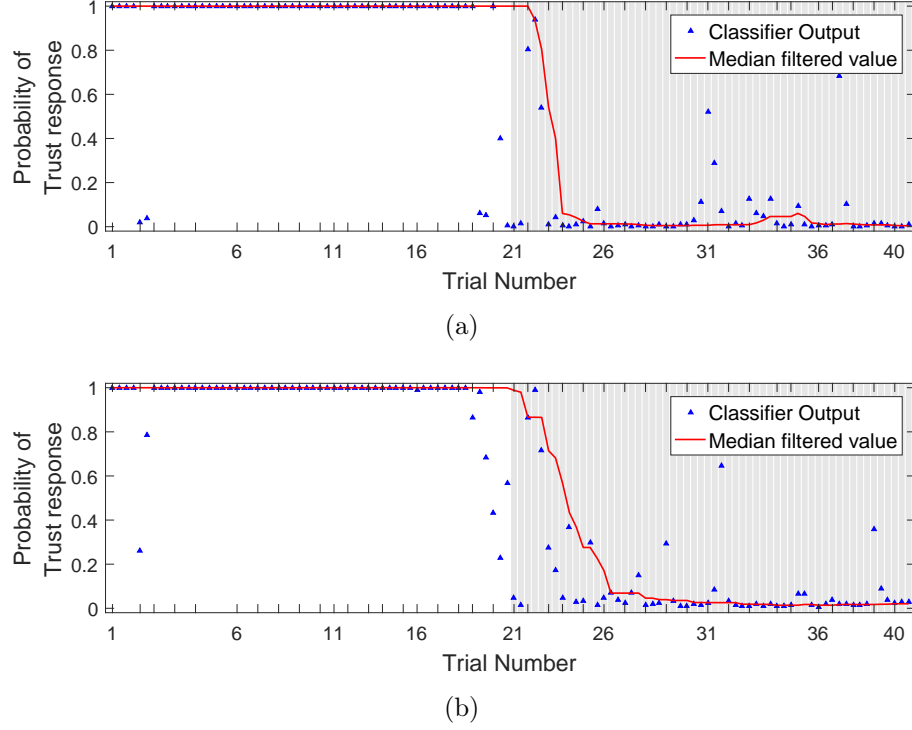 1
0.8
0.6
0.4
0.2
0
Probability of
Trust response
Classifier Output
Median filtered value
1 6 11 16 21 26 31 36 40
Trial Number
(a)
1
0.8
0.6
0.4
0.2
0
Probability of
Trust response
Classifier Output
Median filtered value
1 6 11 16 21 26 31 36 40
Trial Number
(b)